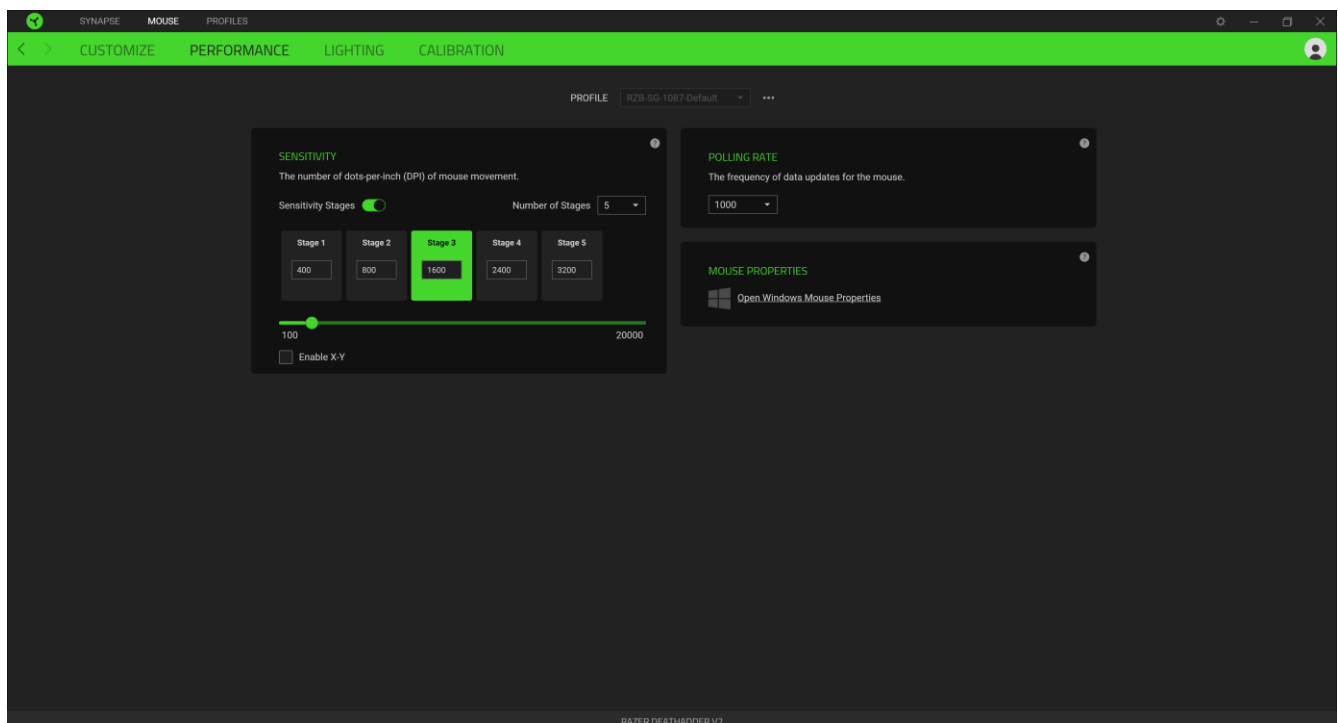 SYNAPSE MOUSE PROFILES
CUSTOMIZE PERFORMANCE LIGHTING CALIBRATION
PROFILE RZB-SG-1087-Default
SENSITIVITY
The number of dots-per-inch (DPI) of mouse movement.
Sensitivity Stages Number of Stages 5
Stage 1 Stage 2 Stage 3 Stage 4 Stage 5
400 800 1600 2400 3200
100 20000
Enable X-Y
POLLING RATE
The frequency of data updates for the mouse.
1000
MOUSE PROPERTIES
Open Windows Mouse Properties
RAZER DEATHADDER V2